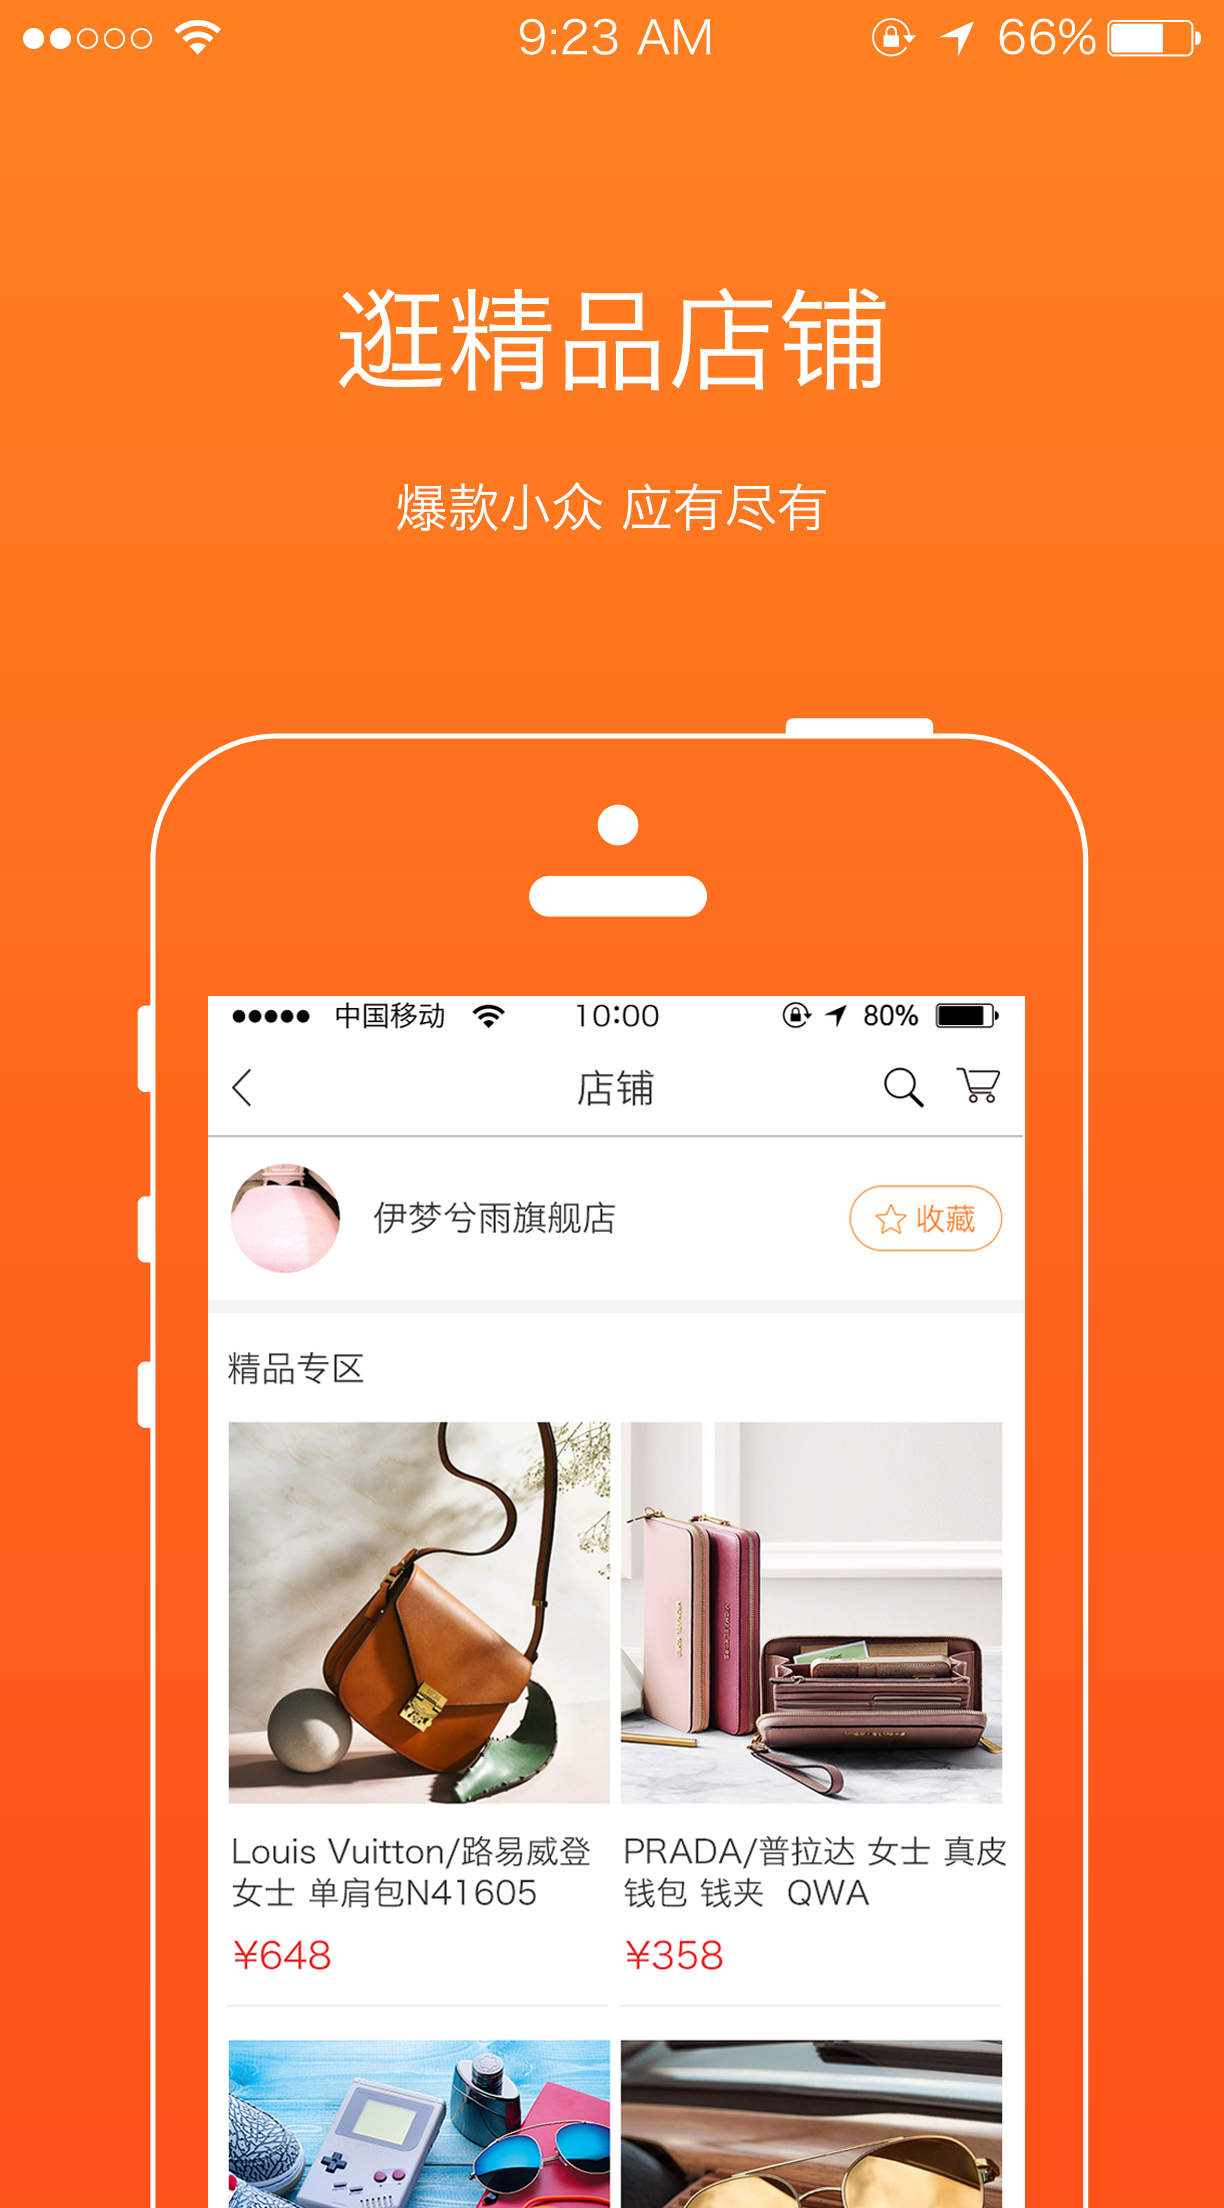 9:23 AM 66%
逛精品店铺
爆款小众 应有尽有
中国移动 10:00 80%
店铺
伊梦兮雨旗舰店 收藏
精品专区
Louis Vuitton/路易威登
女士 单肩包N41605
¥648
PRADA/普拉达 女士 真皮
钱包 钱夹 QWA
¥358